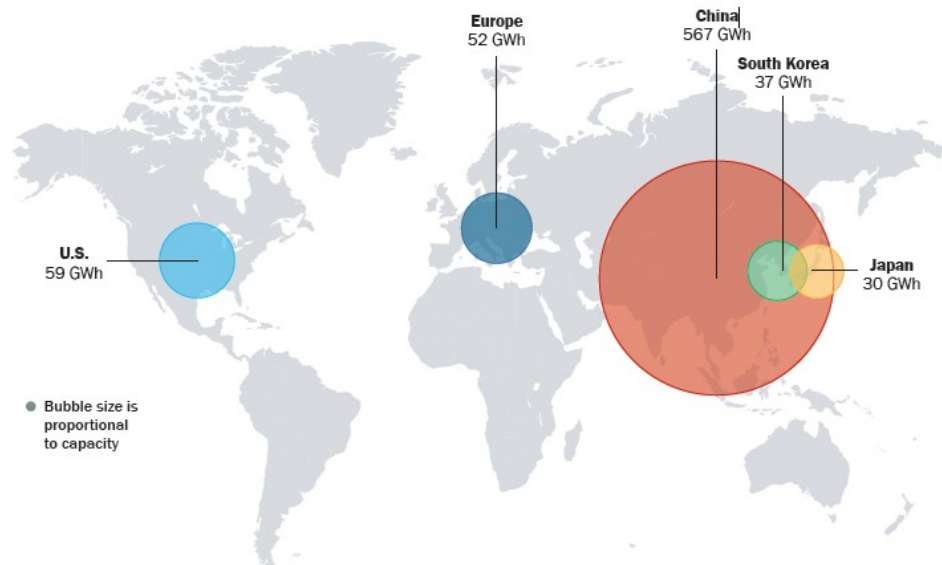 Europe
52 GWh
China
567 GWh
South Korea
37 GWh
U.S.
59 GWh
Japan
30 GWh
Bubble size is
proportional
to capacity